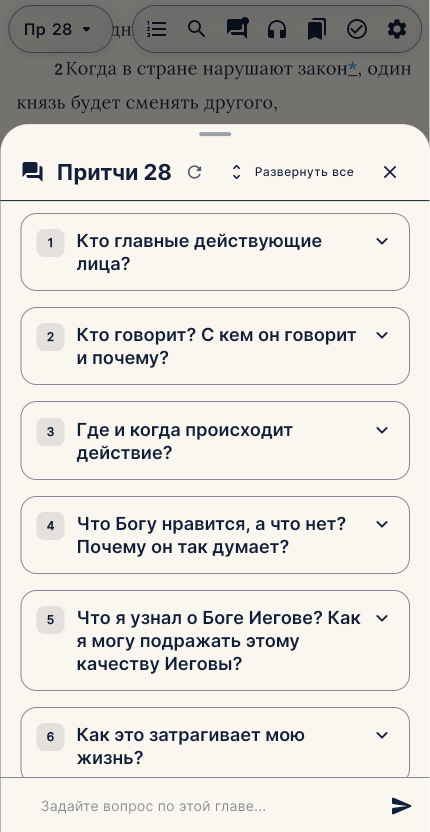 Пр 28
дн
2 Когда в стране нарушают закон*, один
князь будет сменять другого,
Притчи 28
Развернуть все
1
Кто главные действующие
лица?
2
Кто говорит? С кем он говорит
и почему?
3
Где и когда происходит
действие?
4
Что Богу нравится, а что нет?
Почему он так думает?
5
Что я узнал о Боге Иегове? Как
я могу подражать этому
качеству Иеговы?
6
Как это затрагивает мою
жизнь?
Задайте вопрос по этой главе...